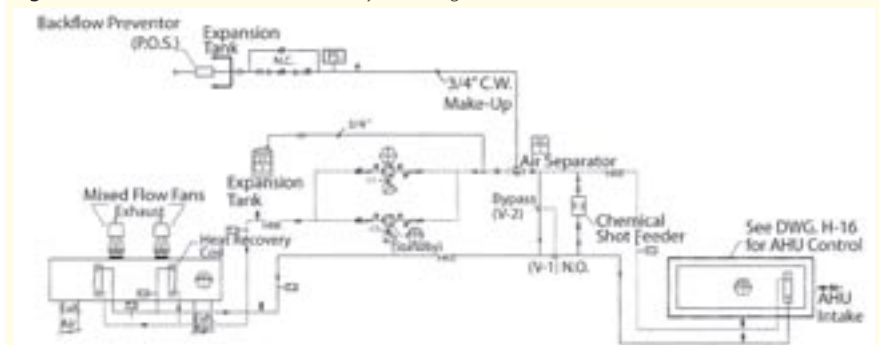 Backflow Preventor
(P.O.S.)
Expansion
Tank
N.C.
3/4" C.W.
Make-Up
3/4"
Air Separator
Expansion
Tank
Mixed Flow Fans
Exhaust
Heat Recovery
Coil
Bypass
(V-2)
Chemical
Shot Feeder
(Standby)
(V-1) N.O.
See DWG. H-16
for AHU Control
AHU
Intake
Exh
Air